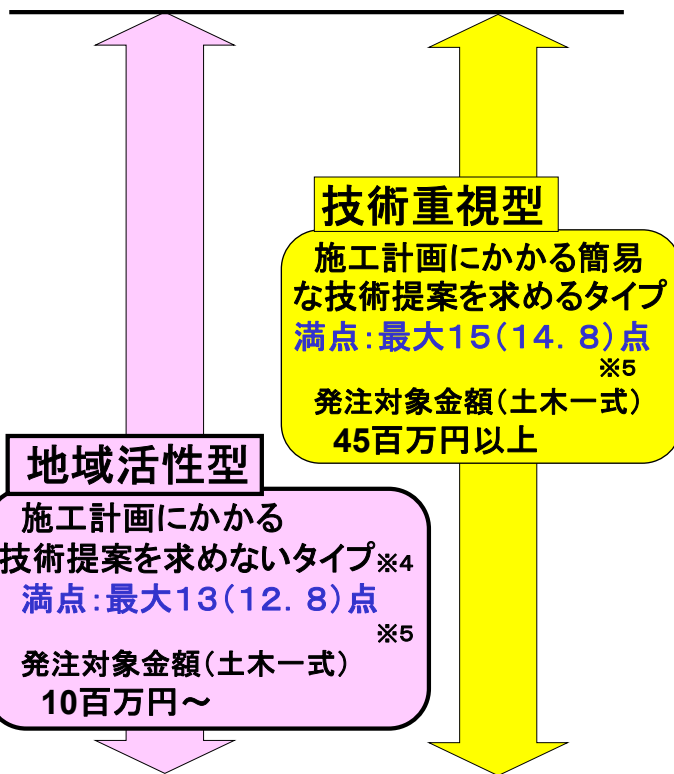 技術重視型
施工計画にかかる簡易
な技術提案を求めるタイプ
満点：最大１５（１４．８）点
※5
発注対象金額（土木一式）
45百万円以上
地域活性型
施工計画にかかる
技術提案を求めないタイプ※4
満点：最大１３（１２．８）点
※5
発注対象金額（土木一式）
10百万円～